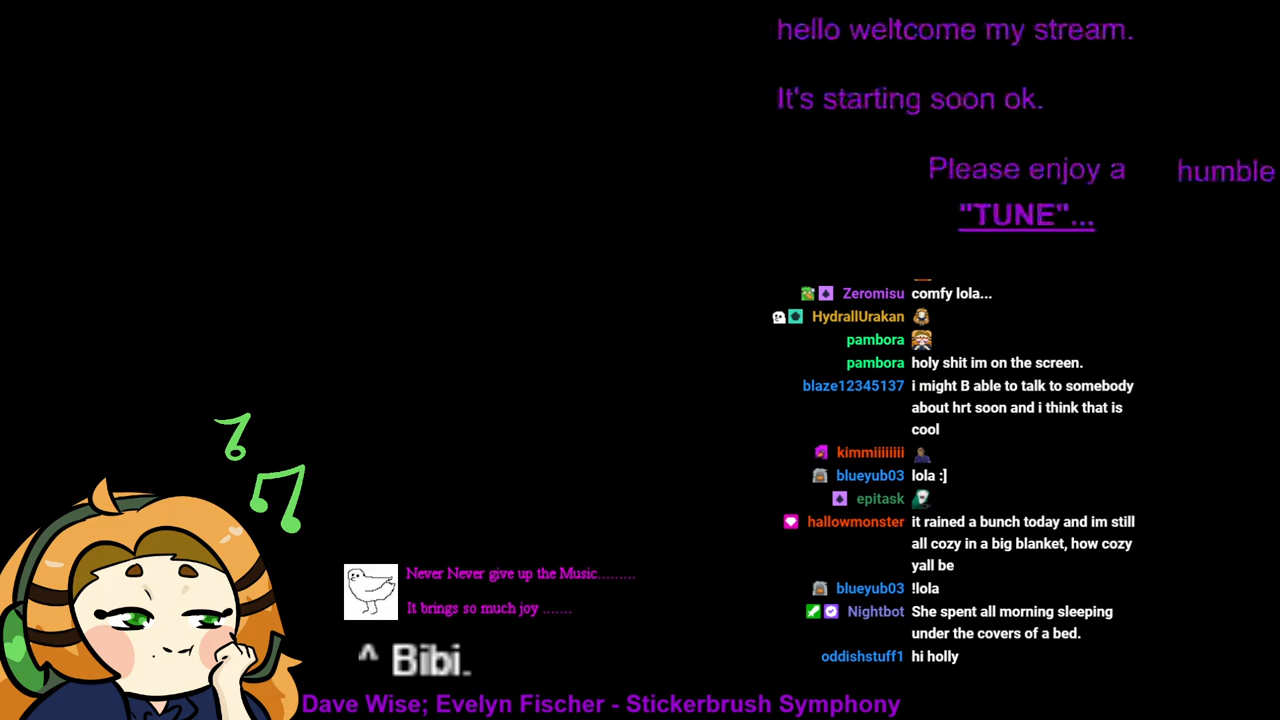 hello weltcome my stream.
It's starting soon ok.
Please enjoy a humble
"TUNE"...
Zeromisu comfy lola...
HydrallUrakan
pambora
pambora holy shit im on the screen.
blaze12345137 i might B able to talk to somebody
about hrt soon and i think that is
cool
kimmiiiiiiii
blueyub03 lola :]
epitask
hallowmonster it rained a bunch today and im still
all cozy in a big blanket, how cozy
yall be
blueyub03 !lola
Nightbot She spent all morning sleeping
under the covers of a bed.
oddishstuff1 hi holly
Never Never give up the Music.........
It brings so much joy .......
^ Bibi.
Dave Wise; Evelyn Fischer - Stickerbrush Symphony